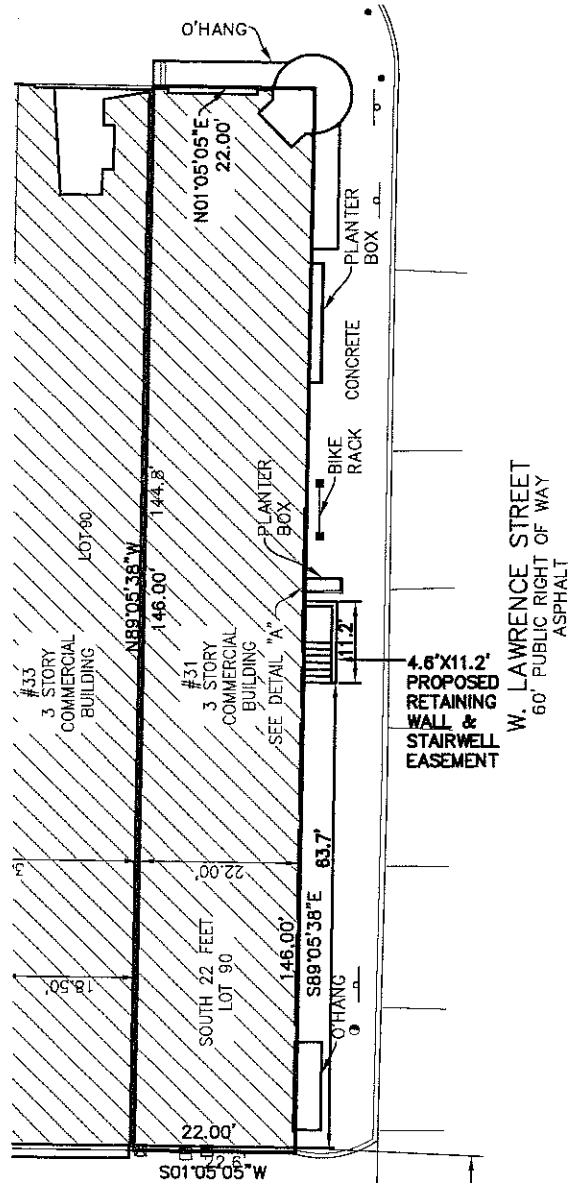 O'HANG
N01°05'05"E
22.00'
PLANTER
BOX
CONCRETE
BIKE
RACK
PLANTER
BOX
LOT 90
144.8'
N89°05'38"W
146.00'
#33
3 STORY
COMMERCIAL
BUILDING
#31
3 STORY
COMMERCIAL
BUILDING
SEE DETAIL "A"
11.2'
4.6'X11.2'
PROPOSED
RETAINING
WALL &
STAIRWELL
EASEMENT
W. LAWRENCE STREET
60' PUBLIC RIGHT OF WAY
ASPHALT
22.00'
63.7'
18.50'
SOUTH 22 FEET
LOT 90
146.00'
S89°05'38"E
O'HANG
22.00'
22.6'
S01°05'05"W